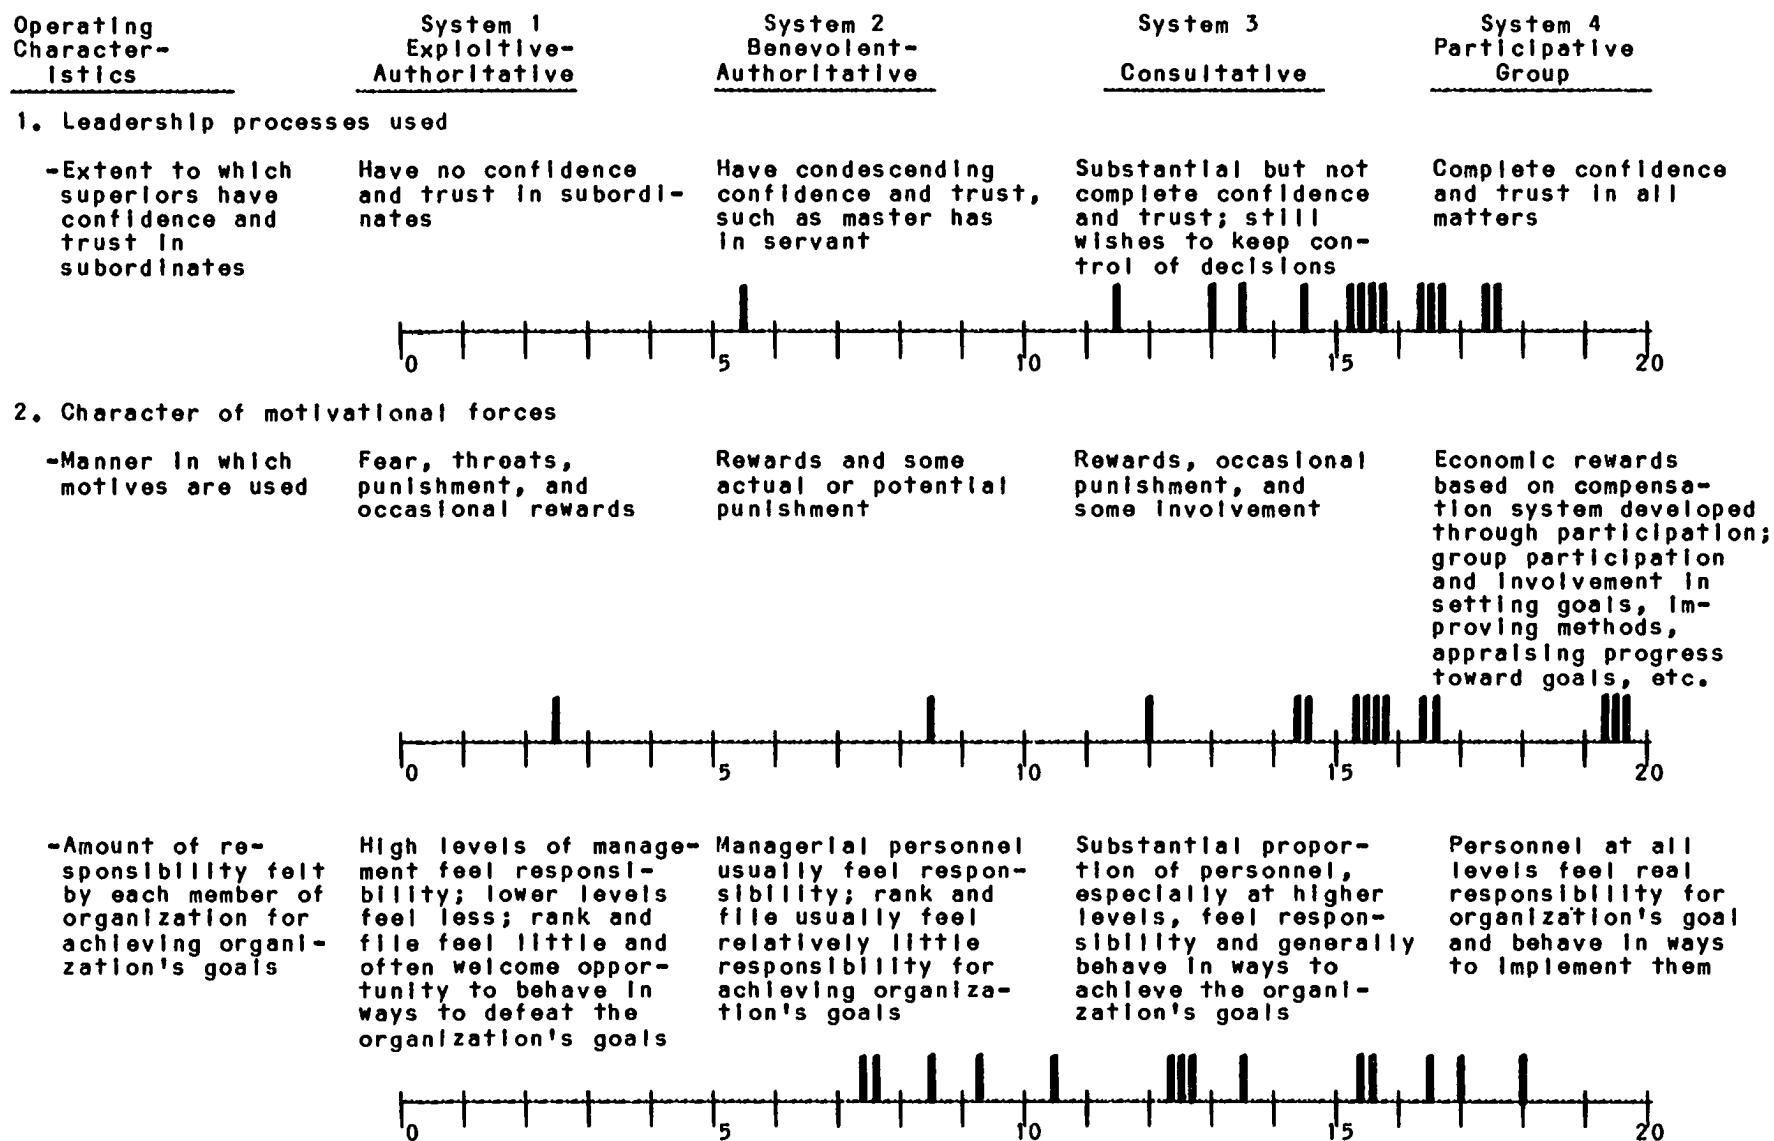 Operating Character- istics
System 1 Exploitive- Authoritative
System 2 Benevolent- Authoritative
System 3 Consultative
System 4 Participative Group
1. Leadership processes used
-Extent to which
superiors have
confidence and
trust in
subordinates
Have no confidence
and trust in subordi-
nates
Have condescending
confidence and trust,
such as master has
in servant
Substantial but not
complete confidence
and trust; still
wishes to keep con-
trol of decisions
Complete confidence
and trust in all
matters
0 5 10 15 20
2. Character of motivational forces
-Manner in which
motives are used
Fear, threats,
punishment, and
occasional rewards
Rewards and some
actual or potential
punishment
Rewards, occasional
punishment, and
some involvement
Economic rewards
based on compensa-
tion system developed
through participation;
group participation
and involvement in
setting goals, im-
proving methods,
appraising progress
toward goals, etc.
0 5 10 15 20
-Amount of re-
sponsibility felt
by each member of
organization for
achieving organi-
zation's goals
High levels of manage-
ment feel responsi-
bility; lower levels
feel less; rank and
file feel little and
often welcome oppor-
tunity to behave in
ways to defeat the
organization's goals
Managerial personnel
usually feel respon-
sibility; rank and
file usually feel
relatively little
responsibility for
achieving organiza-
tion's goals
Substantial propor-
tion of personnel,
especially at higher
levels, feel respon-
sibility and generally
behave in ways to
achieve the organi-
zation's goals
Personnel at all
levels feel real
responsibility for
organization's goal
and behave in ways
to implement them
0 5 10 15 20